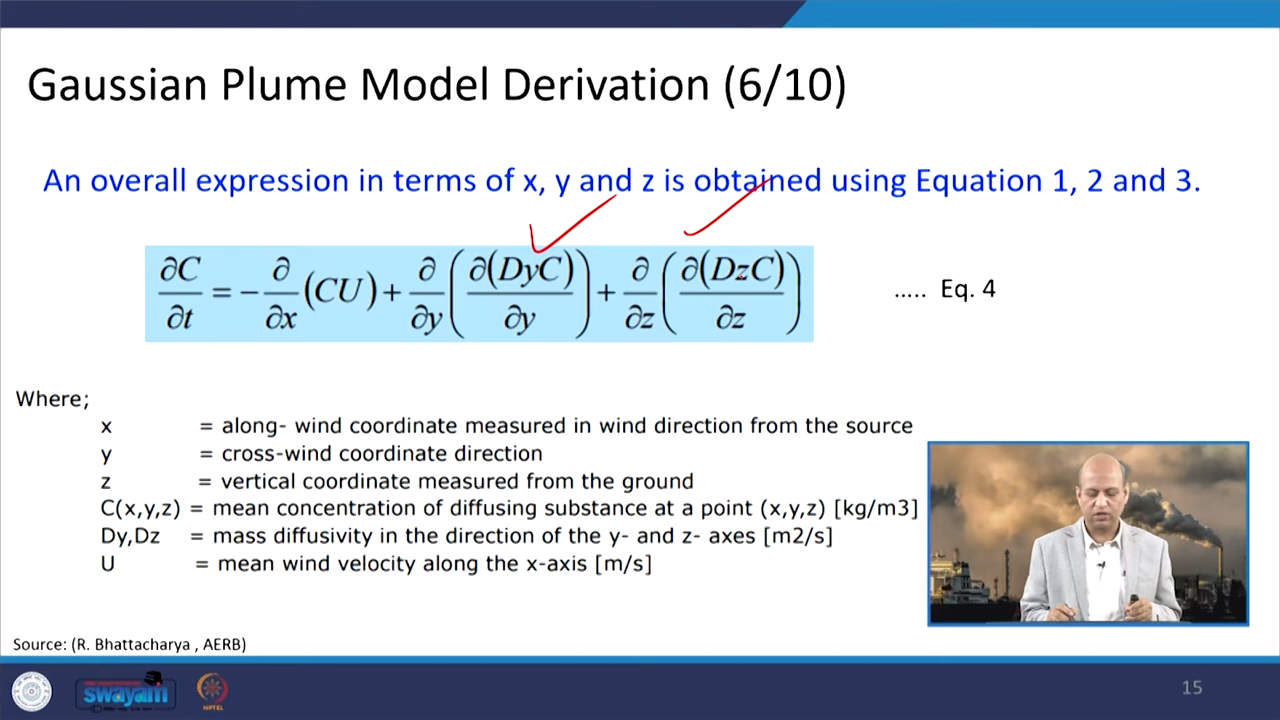 Gaussian Plume Model Derivation (6/10)
An overall expression in terms of x, y and z is obtained using Equation 1, 2 and 3.
∂C/∂t = −∂/∂x (CU) + ∂/∂y (∂(DyC)/∂y) + ∂/∂z (∂(DzC)/∂z) ..... Eq. 4
Where;
x = along- wind coordinate measured in wind direction from the source
y = cross-wind coordinate direction
z = vertical coordinate measured from the ground
C(x,y,z) = mean concentration of diffusing substance at a point (x,y,z) [kg/m3]
Dy,Dz = mass diffusivity in the direction of the y- and z- axes [m2/s]
U = mean wind velocity along the x-axis [m/s]
Source: (R. Bhattacharya , AERB)
swayam
NPTEL
15